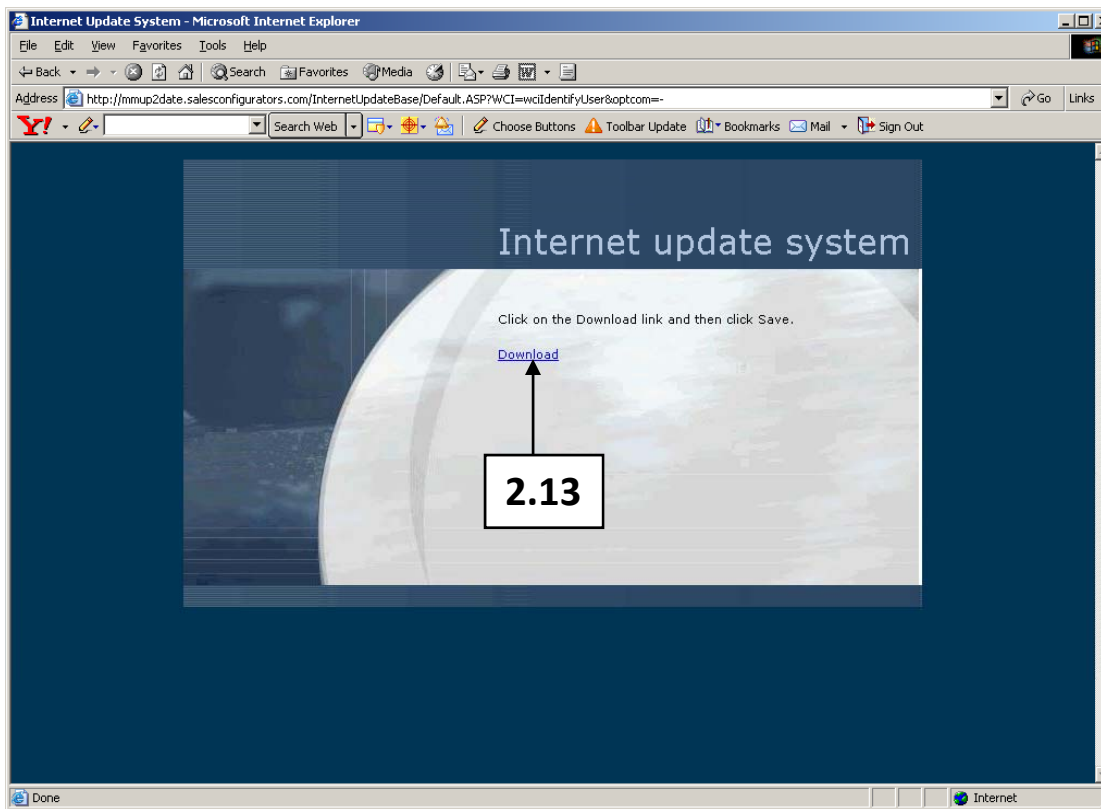 Internet Update System - Microsoft Internet Explorer
File Edit View Favorites Tools Help
Back Search Favorites Media W
Address http://mmup2date.salesconfigurators.com/InternetUpdateBase/Default.ASP?WCI=wciIdentifyUser&optcom=- Go Links
Y! Search Web Choose Buttons Toolbar Update Bookmarks Mail Sign Out
Internet update system
Click on the Download link and then click Save.
Download
2.13
Done Internet